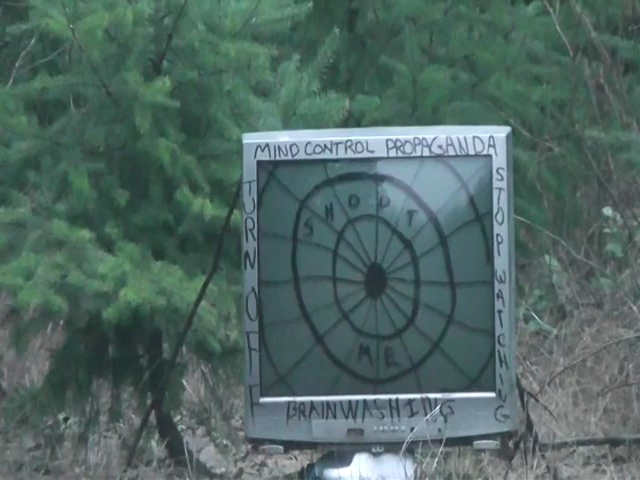 MIND CONTROL PROPAGANDA
TURN OFF
SHOOT
ME
STOP WATCHING
BRAINWASHING